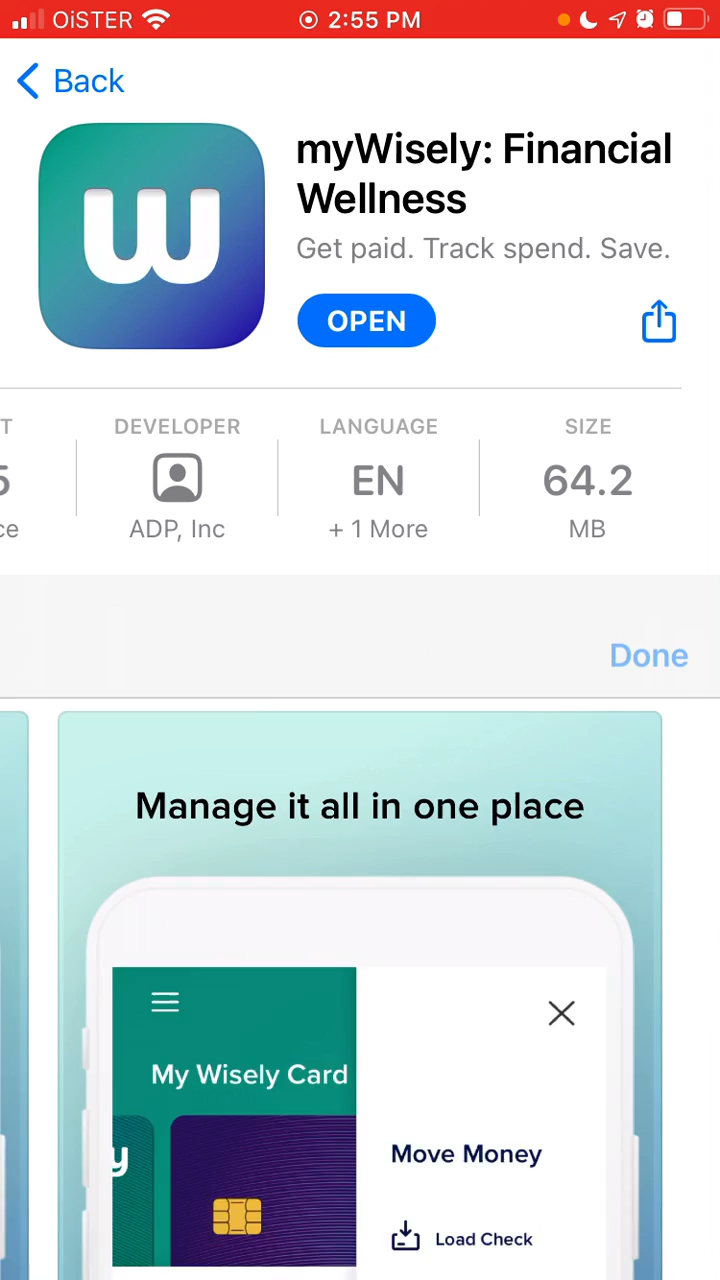 OiSTER 2:55 PM
Back
w
myWisely: Financial
Wellness
Get paid. Track spend. Save.
OPEN
T DEVELOPER LANGUAGE SIZE
5 EN 64.2
ce ADP, Inc + 1 More MB
Done
Manage it all in one place
My Wisely Card
y
Move Money
Load Check